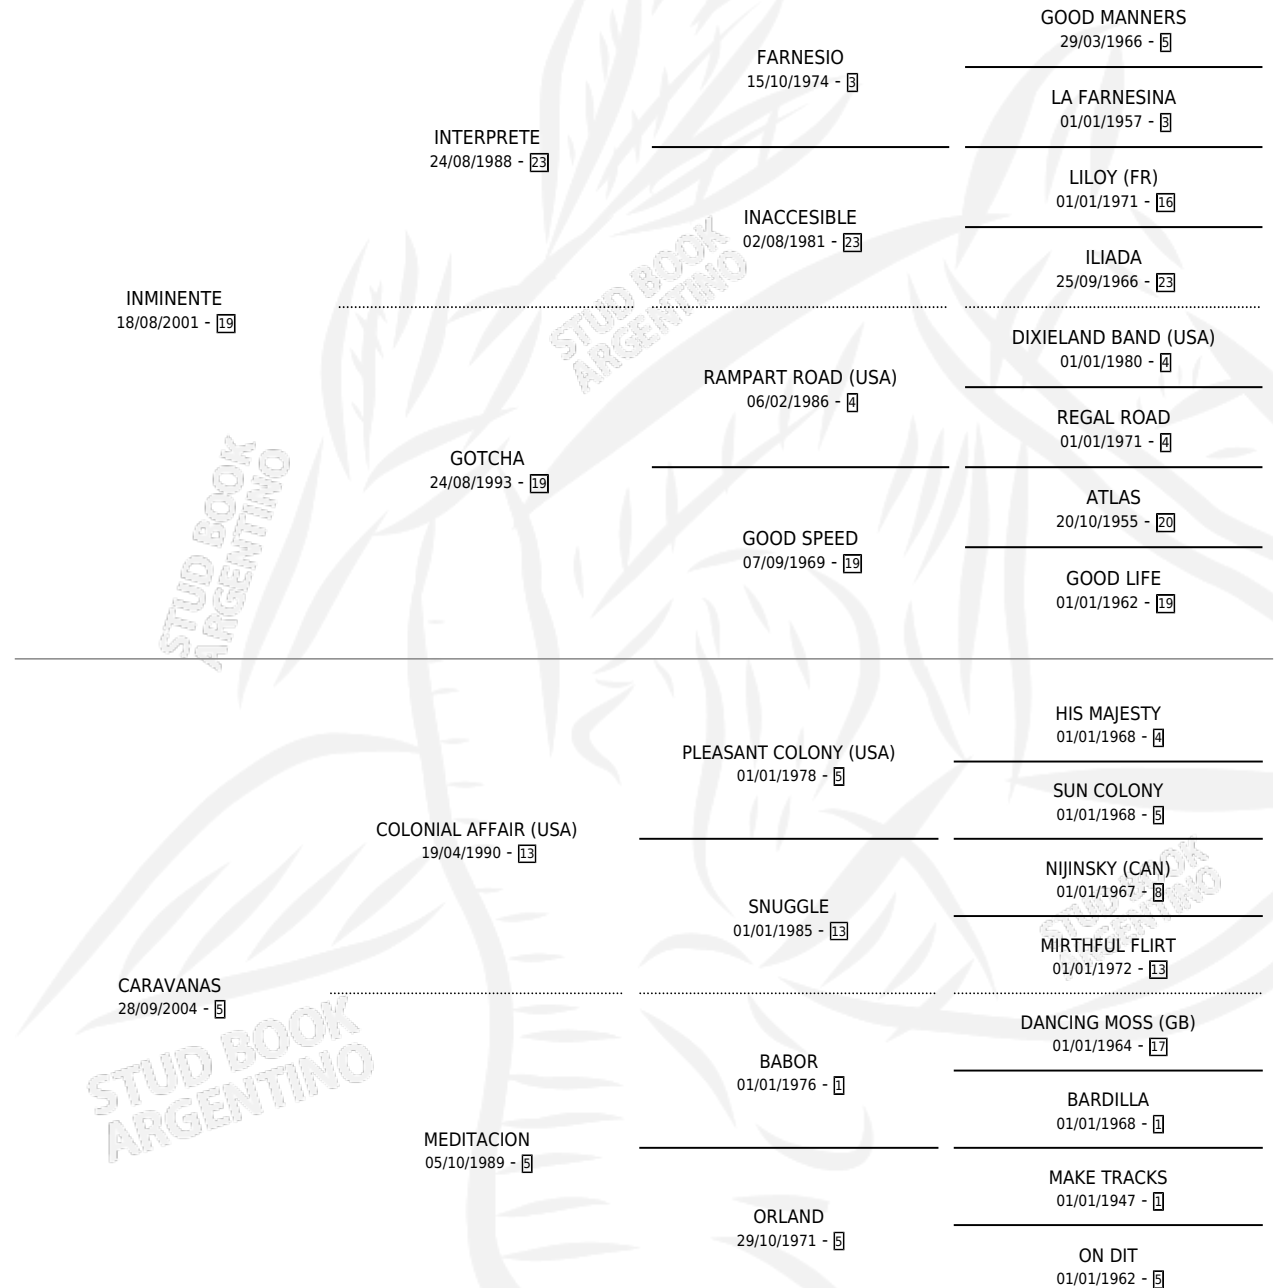 GOOD MANNERS
29/03/1966 - 5
FARNESIO
15/10/1974 - 3
LA FARNESINA
01/01/1957 - 3
INTERPRETE
24/08/1988 - 23
LILOY (FR)
01/01/1971 - 16
INACCESIBLE
02/08/1981 - 23
ILIADA
25/09/1966 - 23
INMINENTE
18/08/2001 - 19
DIXIELAND BAND (USA)
01/01/1980 - 4
RAMPART ROAD (USA)
06/02/1986 - 4
REGAL ROAD
01/01/1971 - 4
GOTCHA
24/08/1993 - 19
ATLAS
20/10/1955 - 20
GOOD SPEED
07/09/1969 - 19
GOOD LIFE
01/01/1962 - 19
HIS MAJESTY
01/01/1968 - 4
PLEASANT COLONY (USA)
01/01/1978 - 5
SUN COLONY
01/01/1968 - 5
COLONIAL AFFAIR (USA)
19/04/1990 - 13
NIJINSKY (CAN)
01/01/1967 - 8
SNUGGLE
01/01/1985 - 13
MIRTHFUL FLIRT
01/01/1972 - 13
CARAVANAS
28/09/2004 - 5
DANCING MOSS (GB)
01/01/1964 - 17
BABOR
01/01/1976 - 1
BARDILLA
01/01/1968 - 1
MEDITACION
05/10/1989 - 5
MAKE TRACKS
01/01/1947 - 1
ORLAND
29/10/1971 - 5
ON DIT
01/01/1962 - 5
STUD BOOK
ARGENTINO
STUD BOOK
ARGENTINO
STUD BOOK
ARGENTINO
STUD BOOK
ARGENTINO